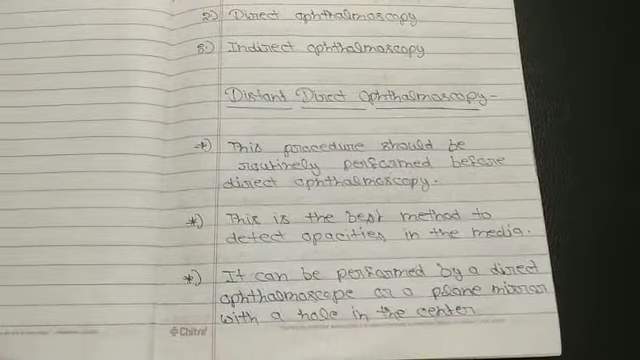 2.) Direct ophthalmoscopy
3.) Indirect ophthalmoscopy
Distant Direct Ophthalmoscopy -
*) This procedure should be
routinely performed before
direct ophthalmoscopy.
*) This is the best method to
detect opacities in the media.
*) It can be performed by a direct
ophthalmoscope or a plane mirror
with a hole in the center
Chitra